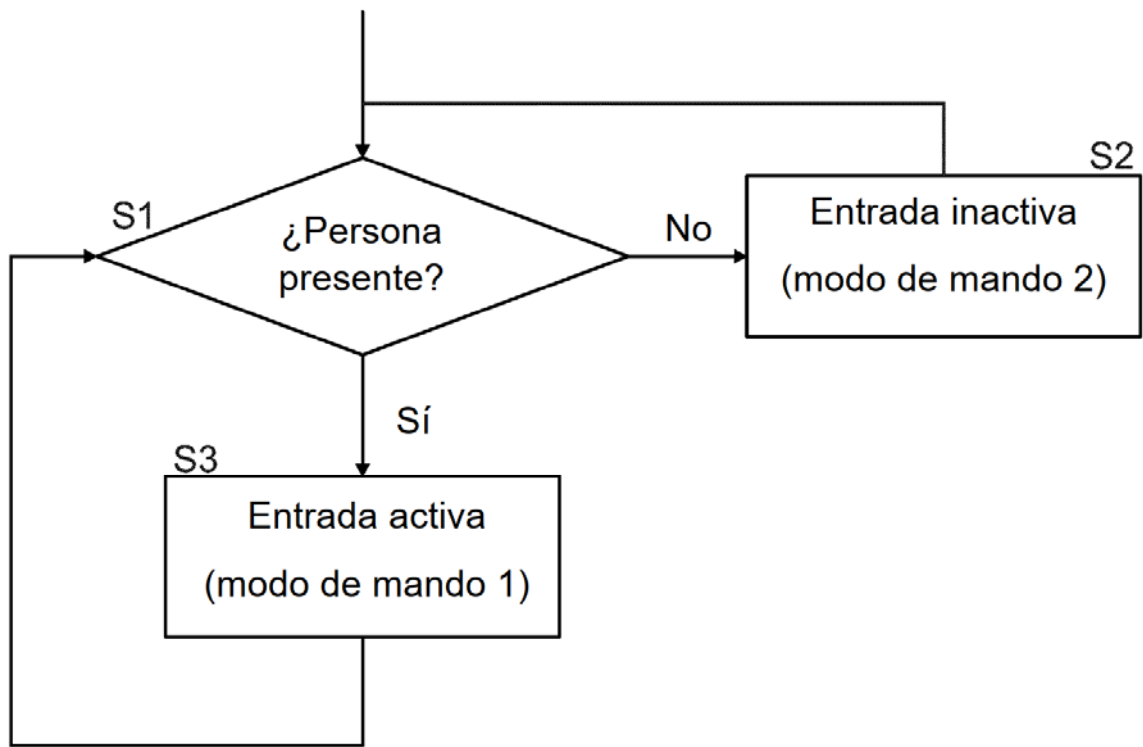 S1
¿Persona
presente?
No
S2
Entrada inactiva
(modo de mando 2)
Sí
S3
Entrada activa
(modo de mando 1)